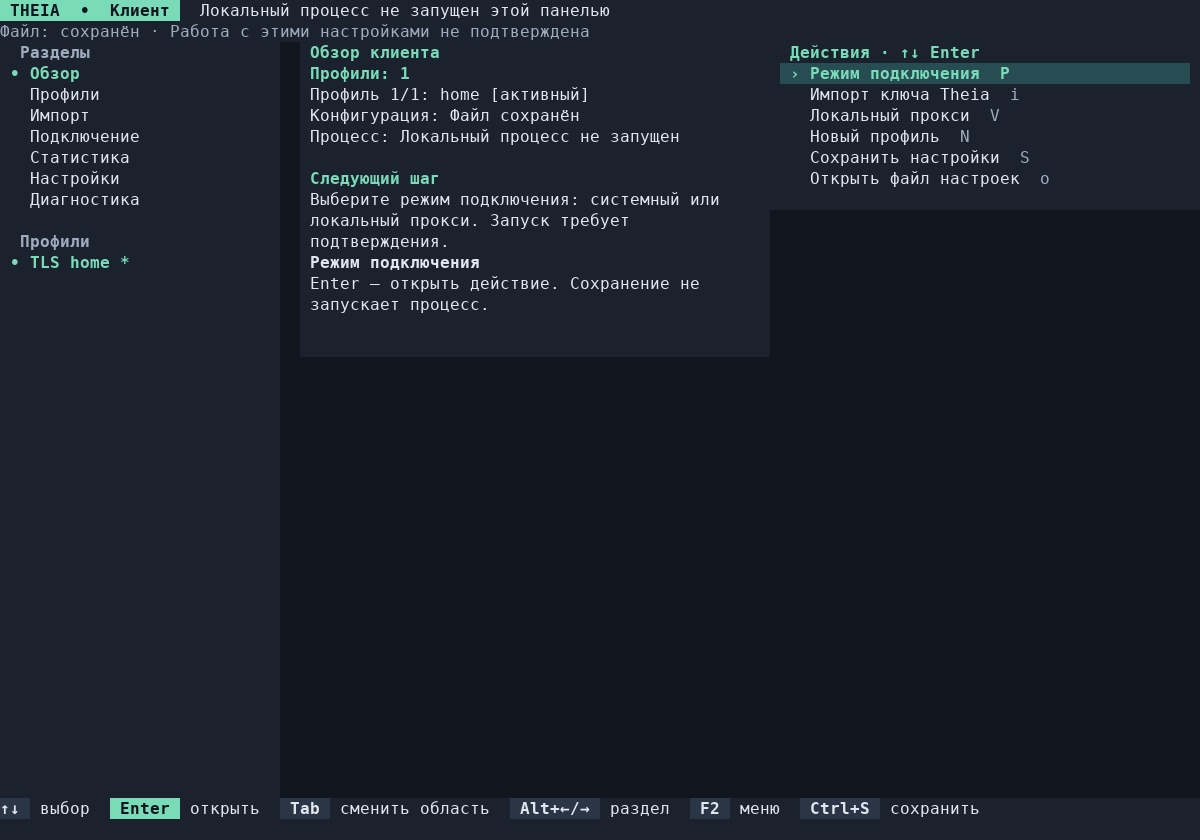 THEIA • Клиент Локальный процесс не запущен этой панелью
Файл: сохранён · Работа с этими настройками не подтверждена
Разделы
• Обзор
Профили
Импорт
Подключение
Статистика
Настройки
Диагностика
Профили
• TLS home *
Обзор клиента
Профили: 1
Профиль 1/1: home [активный]
Конфигурация: Файл сохранён
Процесс: Локальный процесс не запущен
Следующий шаг
Выберите режим подключения: системный или
локальный прокси. Запуск требует
подтверждения.
Режим подключения
Enter — открыть действие. Сохранение не
запускает процесс.
Действия · ↑↓ Enter
› Режим подключения P
Импорт ключа Theia i
Локальный прокси V
Новый профиль N
Сохранить настройки S
Открыть файл настроек o
↑↓ выбор Enter открыть Tab сменить область Alt+←/→ раздел F2 меню Ctrl+S сохранить